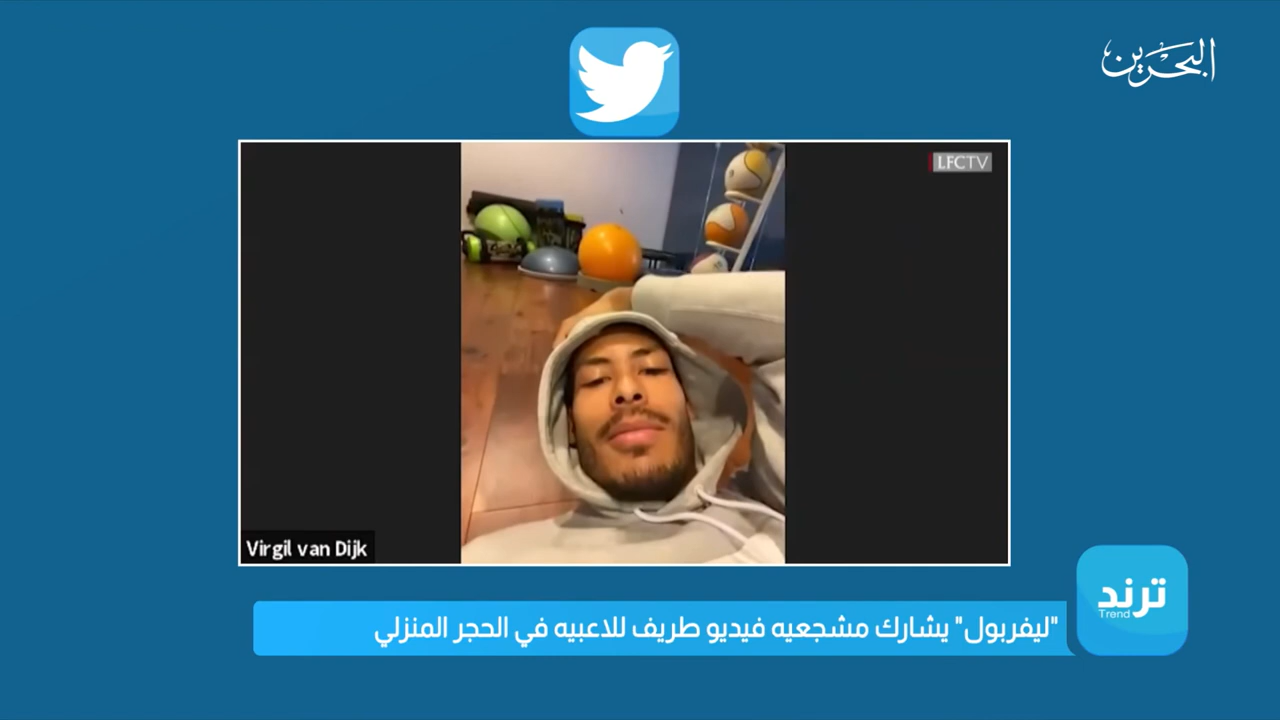 البحرين
LFCTV
Virgil van Dijk
ترند
Trend
"ليفربول" يشارك مشجعيه فيديو طريف للاعبيه في الحجر المنزلي